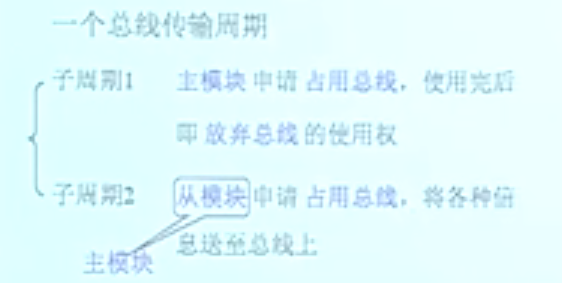 一个总线传输周期
子周期1 主模块 申请 占用总线，使用完后
即 放弃总线 的使用权
子周期2 从模块 申请 占用总线，将各种信
息送至总线上
主模块